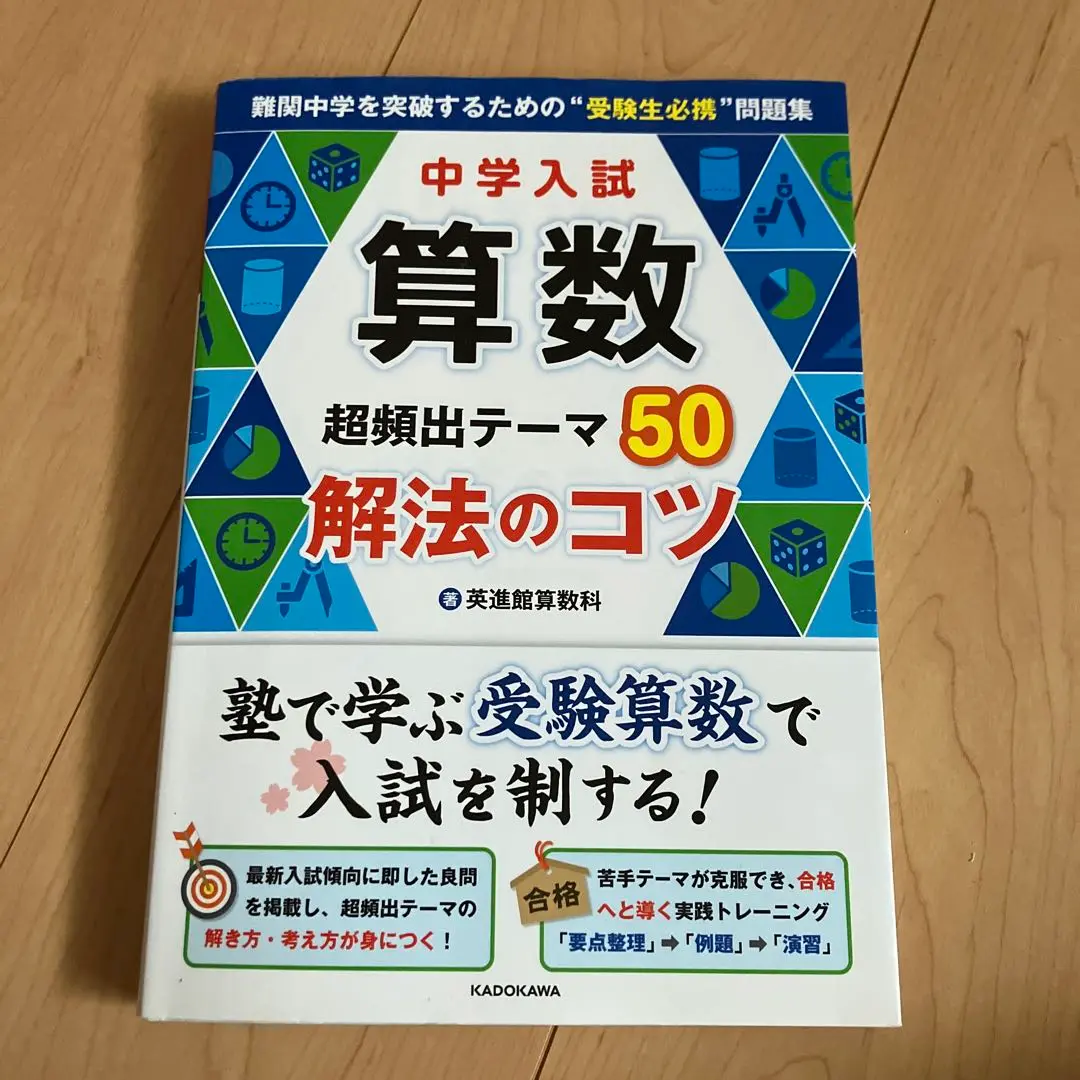 難関中学を突破するための“受験生必携”問題集
中学入試
算数
超頻出テーマ50
解法のコツ
著 英進館算数科
塾で学ぶ受験算数で
入試を制する!
最新入試傾向に即した良問
を掲載し、超頻出テーマの
解き方・考え方が身につく!
合格
苦手テーマが克服でき、合格
へと導く実践トレーニング
「要点整理」➡「例題」➡「演習」
KADOKAWA